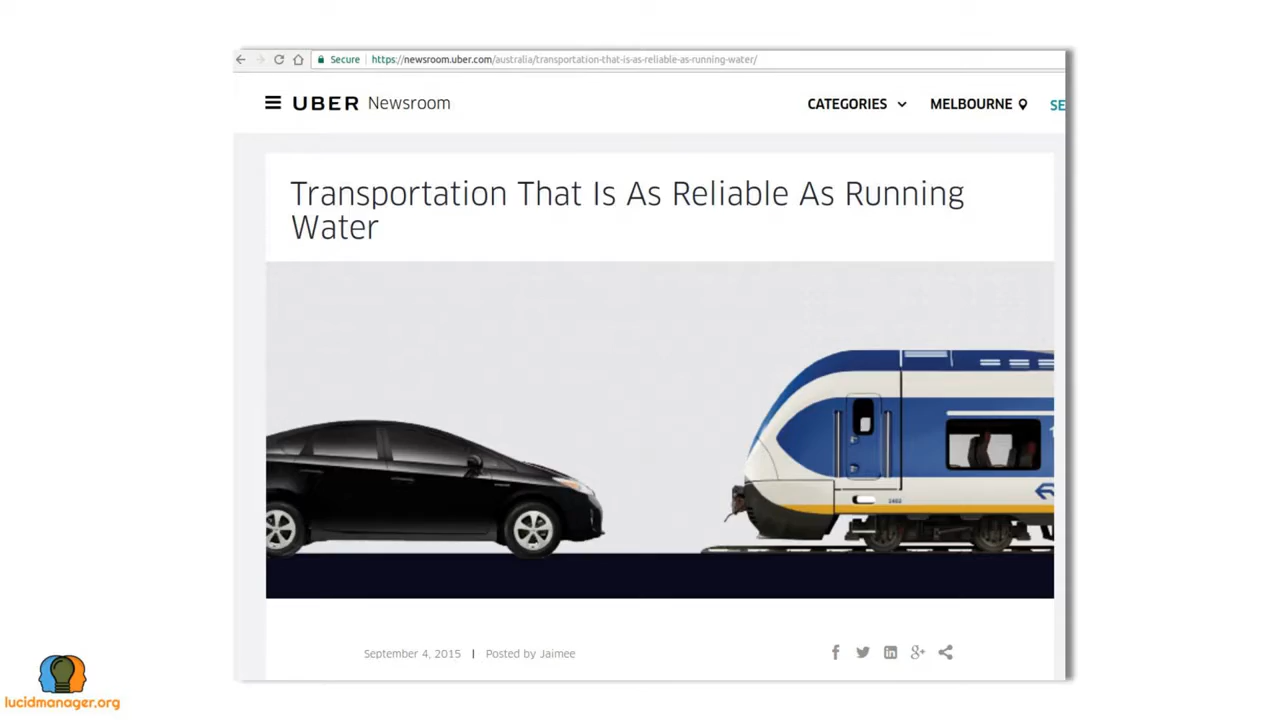 Secure https://newsroom.uber.com/australia/transportation-that-is-as-reliable-as-running-water/
UBER Newsroom CATEGORIES MELBOURNE SE
Transportation That Is As Reliable As Running
Water
2462
September 4, 2015 | Posted by Jaimee
lucidmanager.org